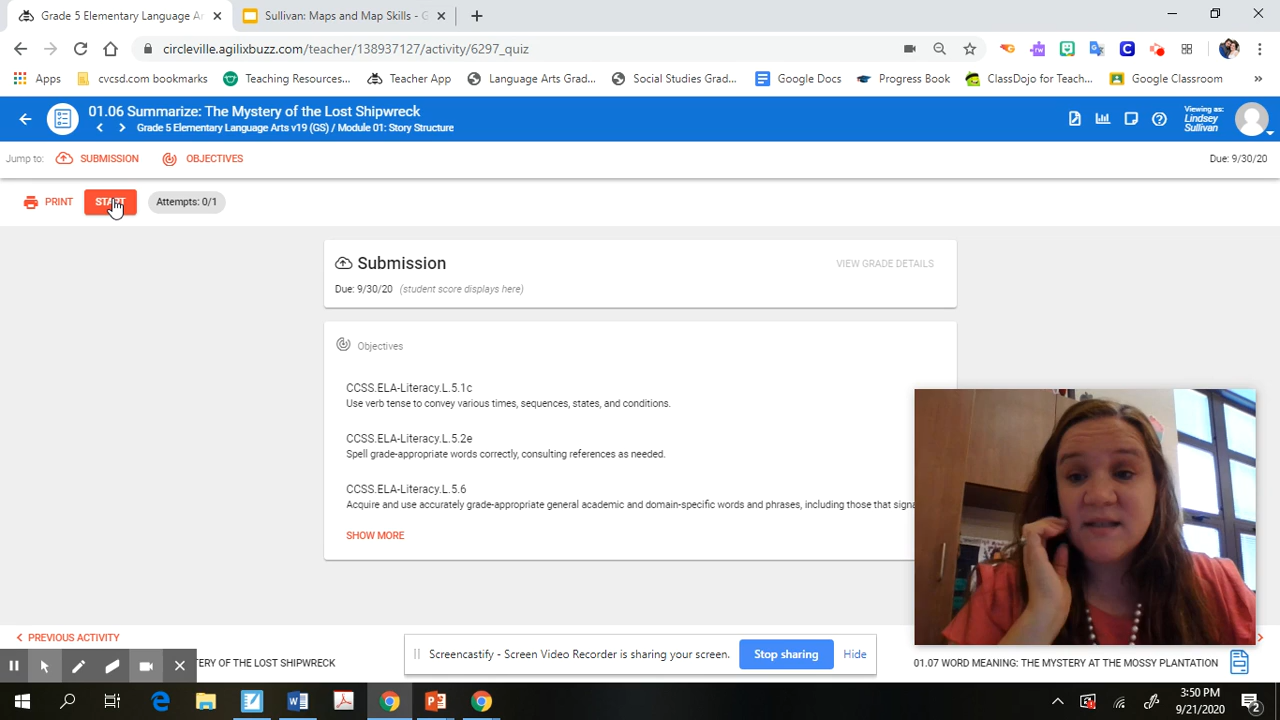 Grade 5 Elementary Language Ar
Sullivan: Maps and Map Skills - G
circleville.agilixbuzz.com/teacher/138937127/activity/6297_quiz
Apps
cvcsd.com bookmarks
Teaching Resources...
Teacher App
Language Arts Grad...
Social Studies Grad...
Google Docs
Progress Book
ClassDojo for Teach...
Google Classroom
01.06 Summarize: The Mystery of the Lost Shipwreck
Grade 5 Elementary Language Arts v19 (GS) / Module 01: Story Structure
Viewing as:
Lindsey
Sullivan
Jump to:
SUBMISSION
OBJECTIVES
Due: 9/30/20
PRINT
START
Attempts: 0/1
Submission
VIEW GRADE DETAILS
Due: 9/30/20 (student score displays here)
Objectives
CCSS.ELA-Literacy.L.5.1c
Use verb tense to convey various times, sequences, states, and conditions.
CCSS.ELA-Literacy.L.5.2e
Spell grade-appropriate words correctly, consulting references as needed.
CCSS.ELA-Literacy.L.5.6
Acquire and use accurately grade-appropriate general academic and domain-specific words and phrases, including those that signa
SHOW MORE
PREVIOUS ACTIVITY
TERY OF THE LOST SHIPWRECK
Screencastify - Screen Video Recorder is sharing your screen.
Stop sharing
Hide
01.07 WORD MEANING: THE MYSTERY AT THE MOSSY PLANTATION
3:50 PM
9/21/2020
2